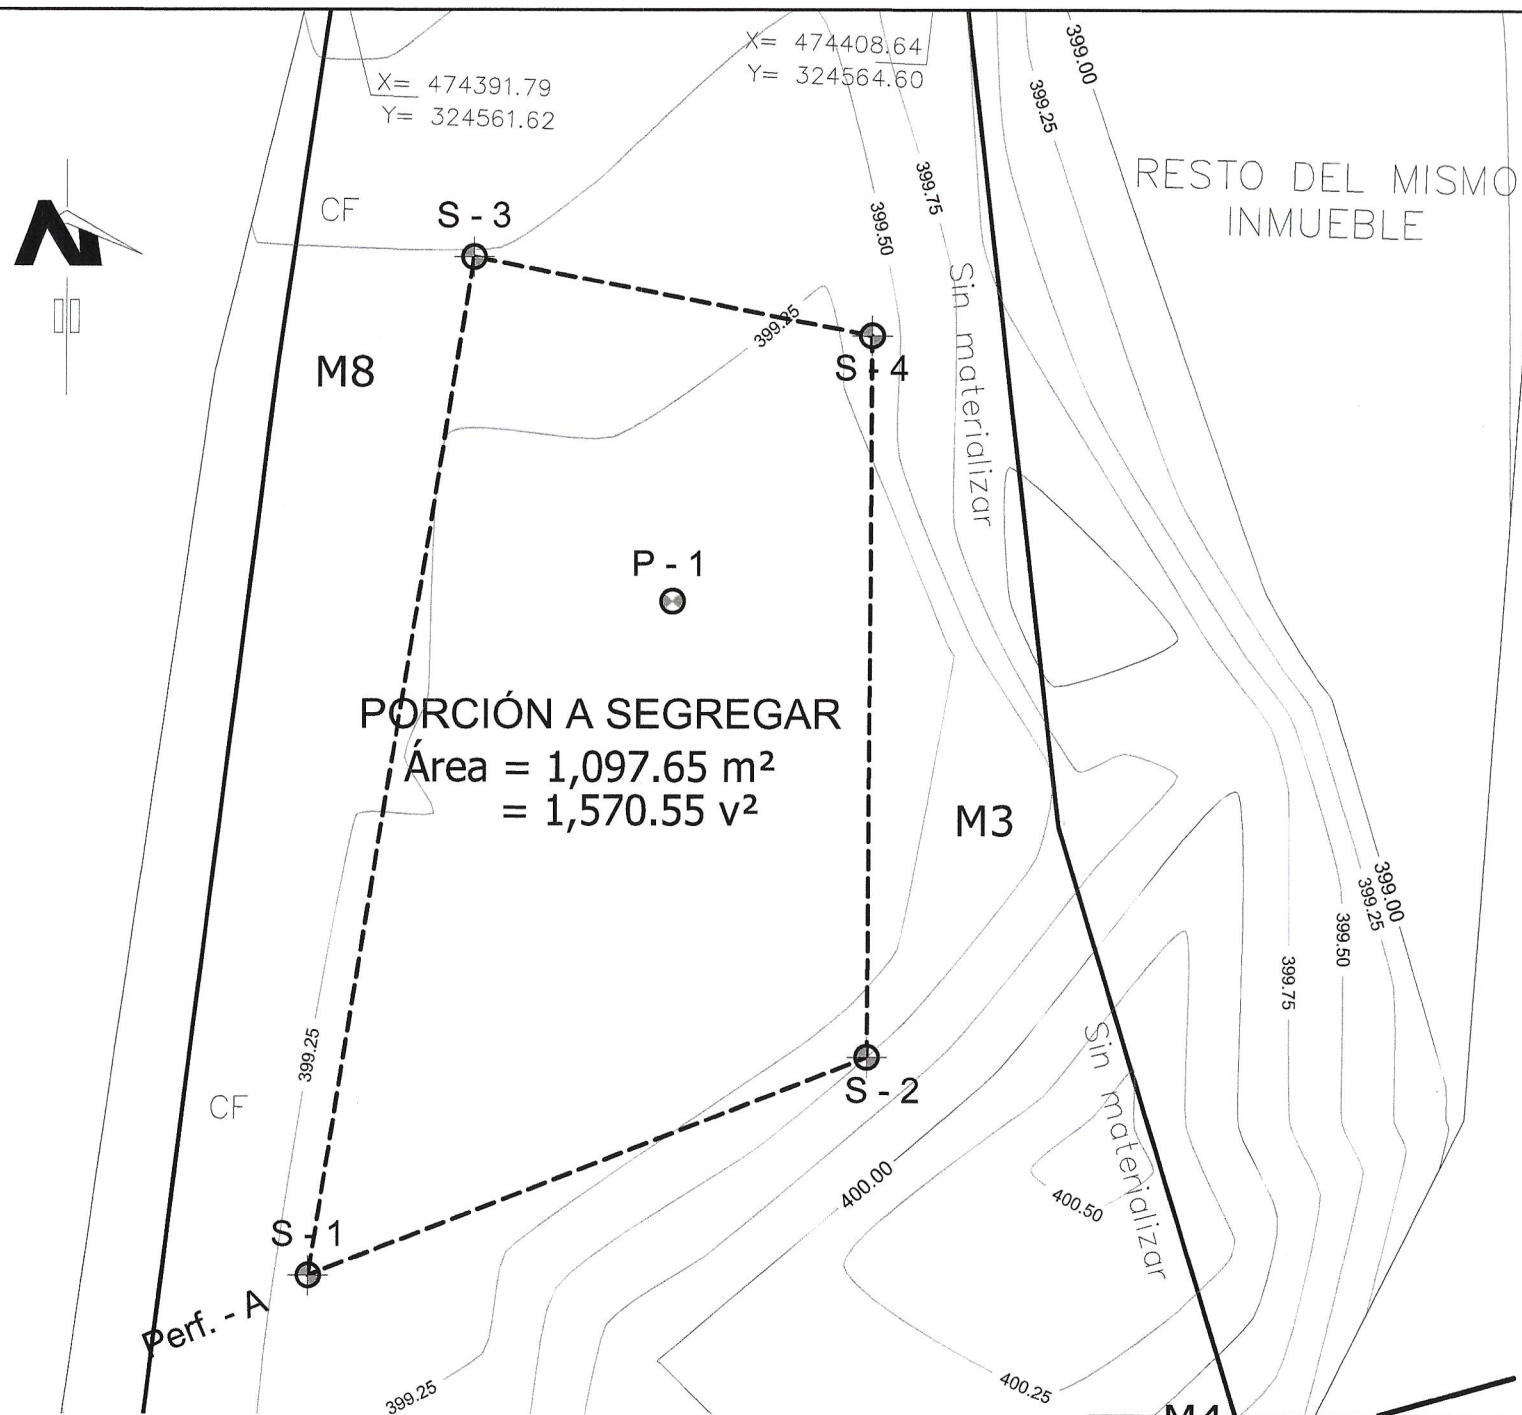 X= 474391.79
Y= 324561.62
X= 474408.64
Y= 324564.60
399.00
399.25
399.75
399.50
RESTO DEL MISMO
INMUEBLE
CF
S - 3
Sin materializar
399.25
S - 4
M8
P - 1
PORCIÓN A SEGREGAR
Área = 1,097.65 m²
= 1,570.55 v²
M3
399.00
399.25
399.50
399.75
399.25
Sin materializar
CF
S - 2
400.00
400.50
S - 1
Perf. - A
399.25
400.25
M4